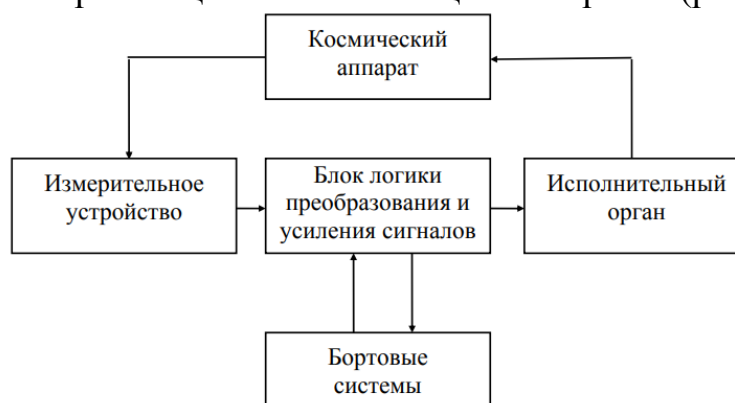 Космический
аппарат
Измерительное
устройство
Блок логики
преобразования и
усиления сигналов
Исполнительный
орган
Бортовые
системы